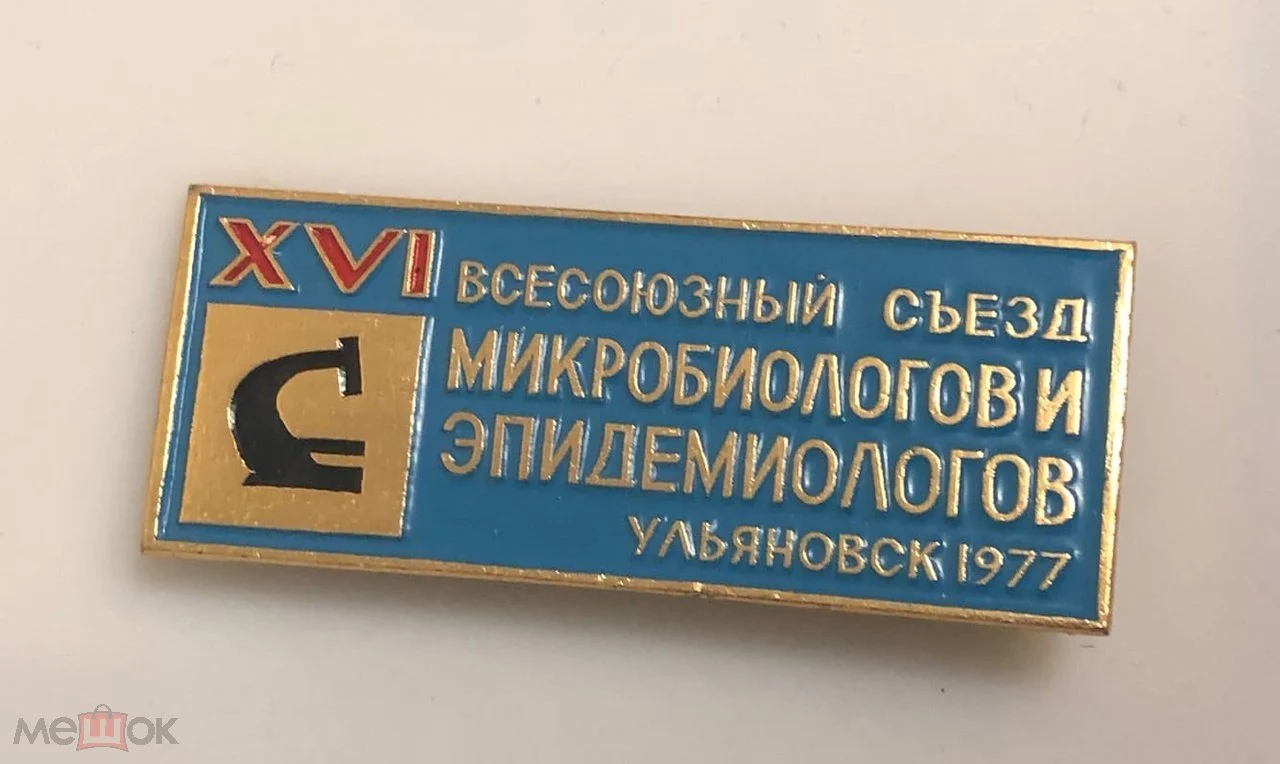 XVI
ВСЕСОЮЗНЫЙ СЪЕЗД
МИКРОБИОЛОГОВ И
ЭПИДЕМИОЛОГОВ
УЛЬЯНОВСК 1977
мешок